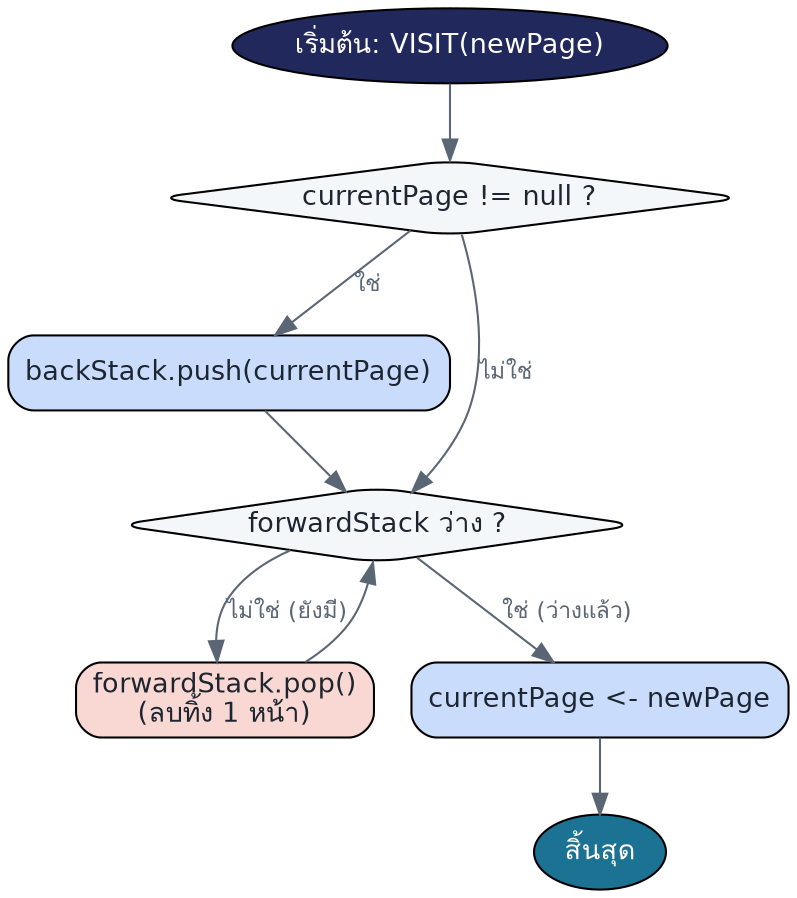 เริ่มต้น: VISIT(newPage)
currentPage != null ?
ใช่
backStack.push(currentPage)
ไม่ใช่
forwardStack ว่าง ?
ไม่ใช่ (ยังมี)
ใช่ (ว่างแล้ว)
forwardStack.pop()
(ลบทิ้ง 1 หน้า)
currentPage <- newPage
สิ้นสุด